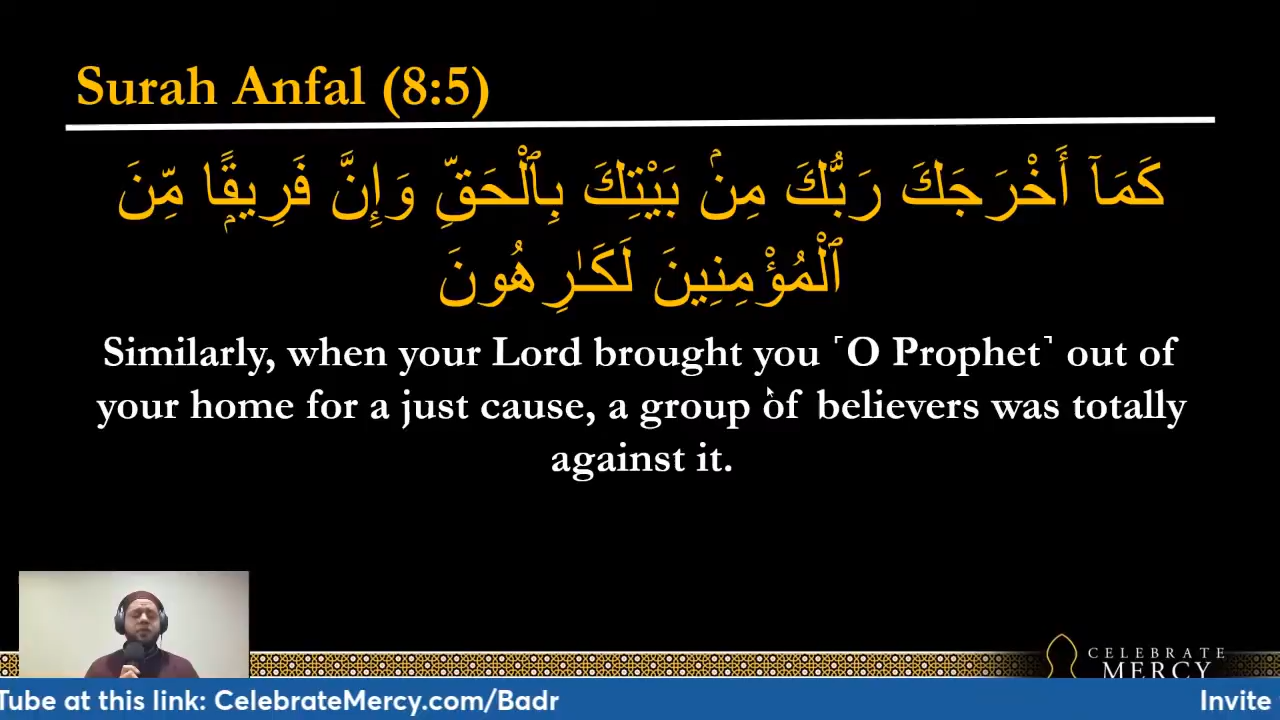 Surah Anfal (8:5)
كَمَآ أَخْرَجَكَ رَبُّكَ مِنۢ بَيْتِكَ بِٱلْحَقِّ وَإِنَّ فَرِيقًۭا مِّنَ
ٱلْمُؤْمِنِينَ لَكَـٰرِهُونَ
Similarly, when your Lord brought you ˹O Prophet˺ out of
your home for a just cause, a group of believers was totally
against it.
CELEBRATE
MERCY
Tube at this link: CelebrateMercy.com/Badr
Invite